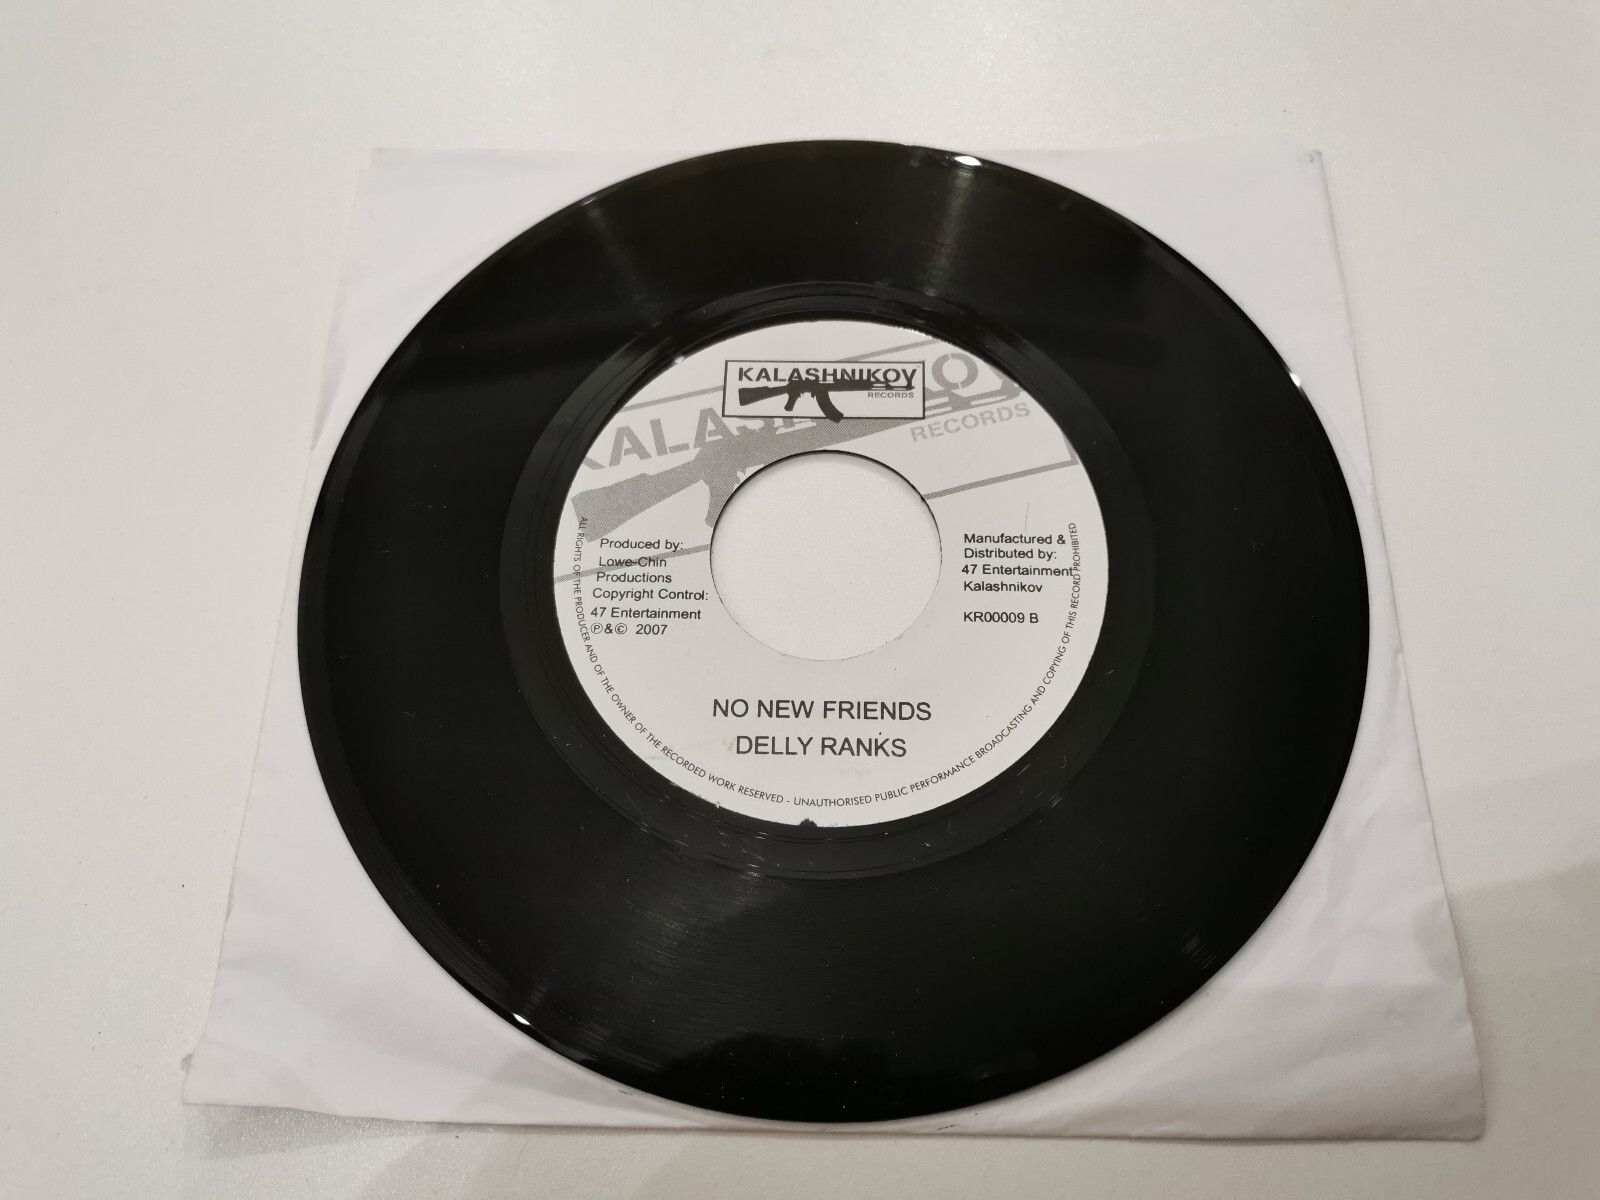 KALASHNIKOV
RECORDS
KALASHNIKOV
RECORDS
Produced by:
Lowe-Chin
Productions
Copyright Control:
47 Entertainment
℗&© 2007
Manufactured &
Distributed by:
47 Entertainment
Kalashnikov
KR00009 B
NO NEW FRIENDS
DELLY RANKS
ALL RIGHTS OF THE PRODUCER AND OF THE OWNER OF THE RECORDED WORK RESERVED - UNAUTHORISED PUBLIC PERFORMANCE BROADCASTING AND COPYING OF THIS RECORD PROHIBITED